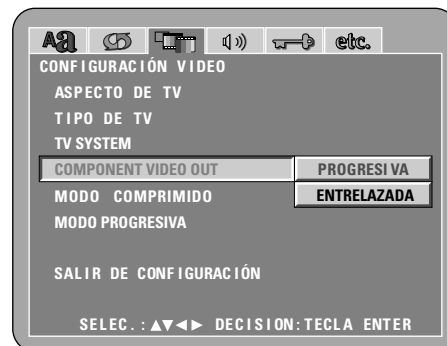 Aa etc.
CONFIGURACIÓN VIDEO
ASPECTO DE TV
TIPO DE TV
TV SYSTEM
COMPONENT VIDEO OUT PROGRESIVA
MODO COMPRIMIDO ENTRELAZADA
MODO PROGRESIVA
SALIR DE CONFIGURACIÓN
SELEC.:▲▼◄► DECISION:TECLA ENTER